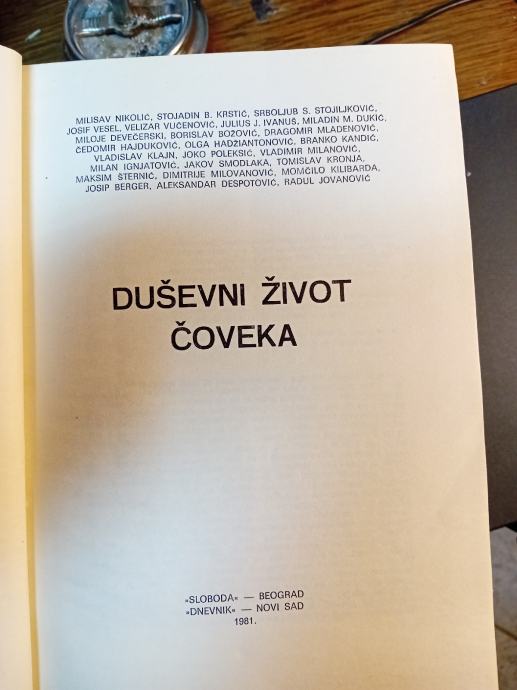 MILISAV NIKOLIĆ, STOJADIN B. KRSTIĆ, SRBOLJUB S. STOJILJKOVIĆ,
JOSIF VESEL, VELIZAR VUČENOVIĆ, JULIUS J. IVANUŠ, MILADIN M. DUKIĆ,
MILOJE DEVEČERSKI, BORISLAV BOŽOVIĆ, DRAGOMIR MLADENOVIĆ,
ČEDOMIR HAJDUKOVIĆ, OLGA HADŽIANTONOVIĆ, BRANKO KANDIĆ,
VLADISLAV KLAJN, JOKO POLEKSIĆ, VLADIMIR MILANOVIĆ,
MILAN IGNJATOVIĆ, JAKOV SMODLAKA, TOMISLAV KRONJA,
MAKSIM ŠTERNIĆ, DIMITRIJE MILOVANOVIĆ, MOMČILO KILIBARDA,
JOSIP BERGER, ALEKSANDAR DESPOTOVIĆ, RADUL JOVANOVIĆ
DUŠEVNI ŽIVOT
ČOVEKA
»SLOBODA« — BEOGRAD
»DNEVNIK« — NOVI SAD
1981.